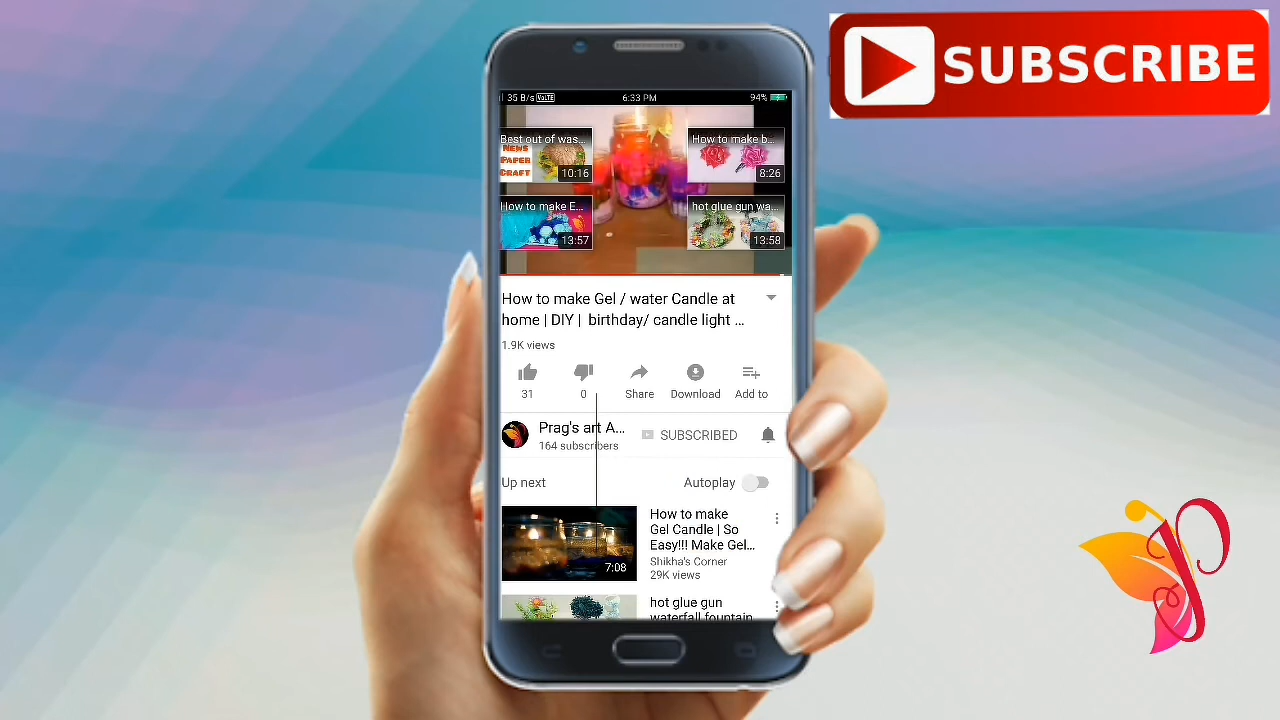 SUBSCRIBE
35 B/s VoLTE 6:33 PM 94%
Best out of was...
NEWS
PAPER
CRAFT
10:16
How to make b...
8:26
How to make E...
13:57
hot glue gun wa...
13:58
How to make Gel / water Candle at
home | DIY | birthday/ candle light ...
1.9K views
31 0 Share Download Add to
Prag's art A...
164 subscribers
SUBSCRIBED
Up next Autoplay
7:08
How to make
Gel Candle | So
Easy!!! Make Gel...
Shikha's Corner
29K views
hot glue gun
waterfall fountain